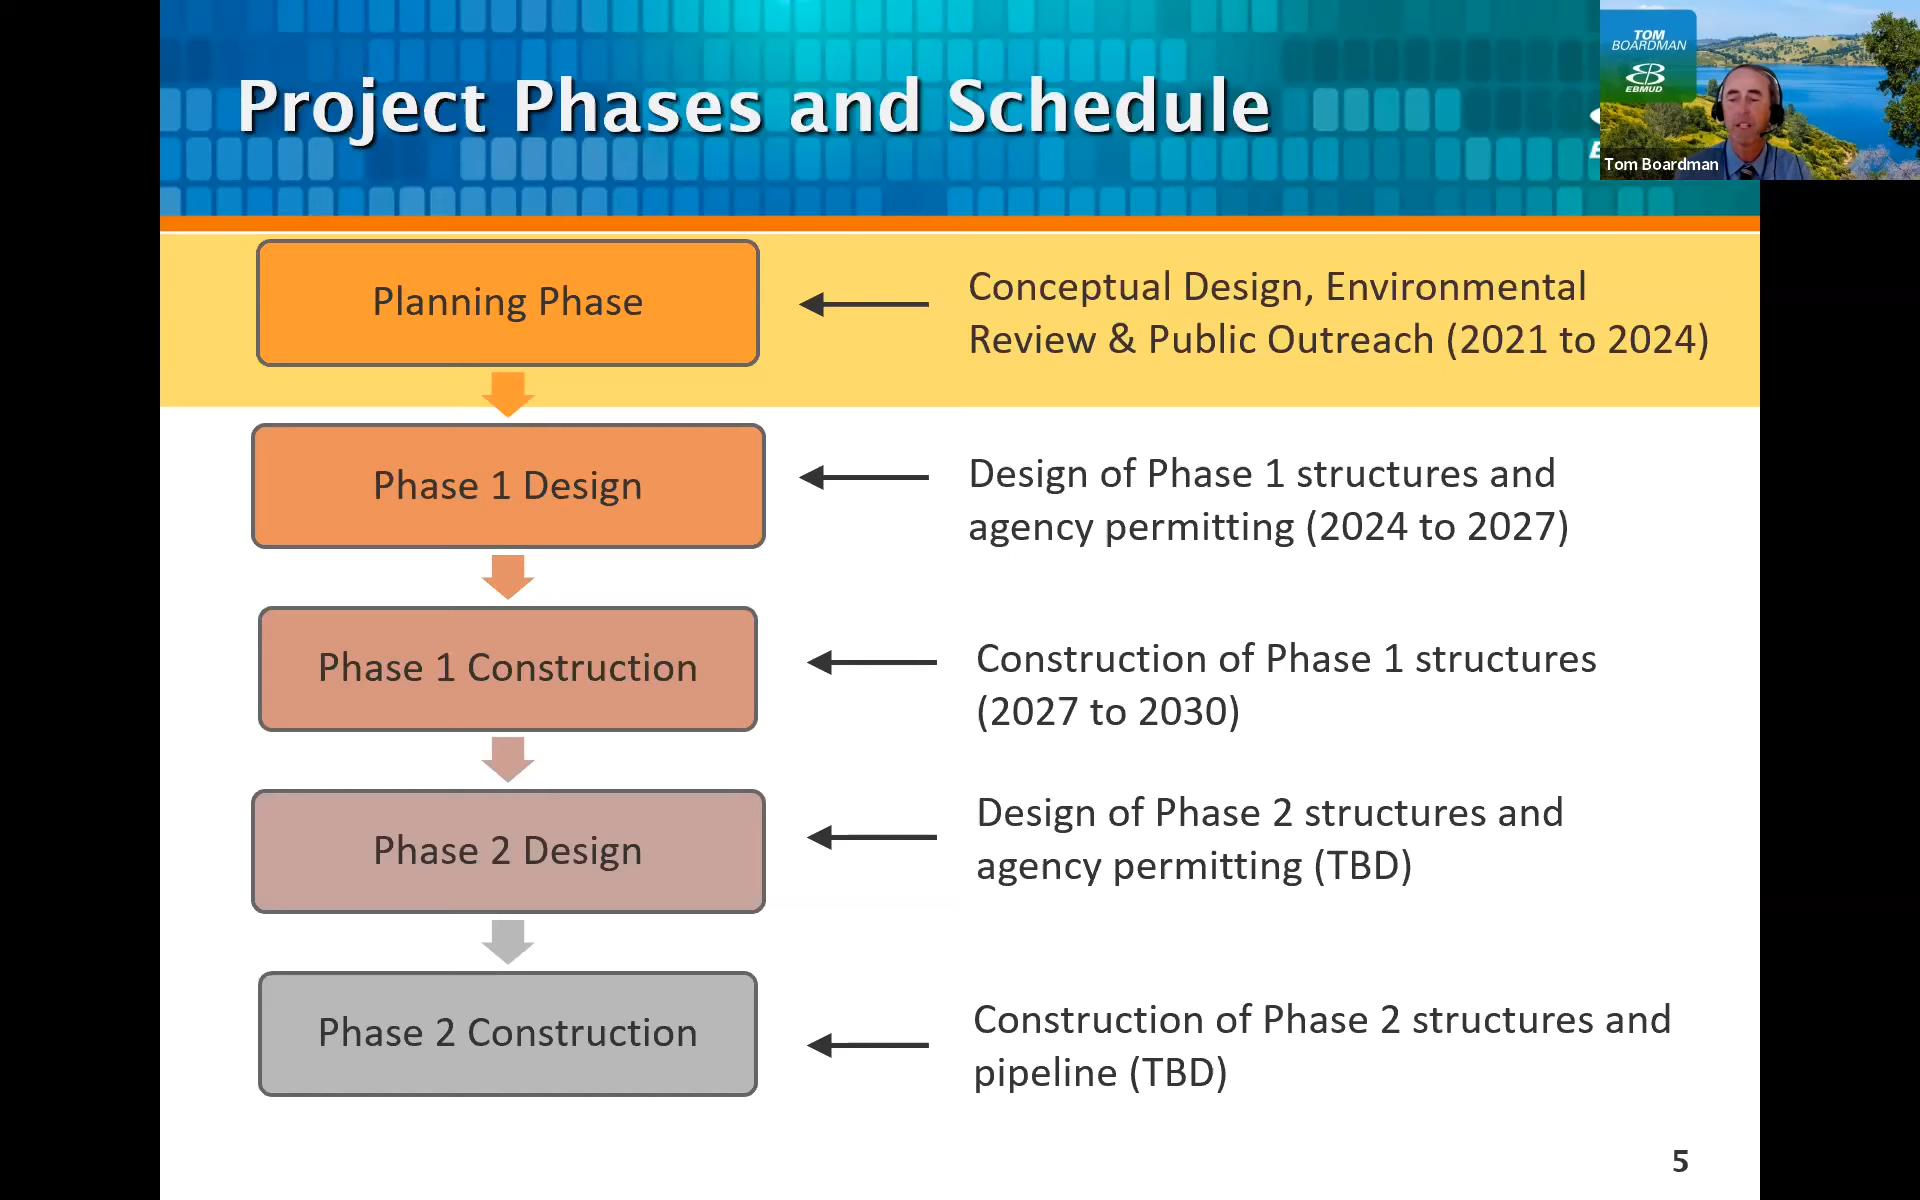 Project Phases and Schedule
TOM
BOARDMAN
EBMUD
Tom Boardman
Planning Phase
Conceptual Design, Environmental
Review & Public Outreach (2021 to 2024)
Phase 1 Design
Design of Phase 1 structures and
agency permitting (2024 to 2027)
Phase 1 Construction
Construction of Phase 1 structures
(2027 to 2030)
Phase 2 Design
Design of Phase 2 structures and
agency permitting (TBD)
Phase 2 Construction
Construction of Phase 2 structures and
pipeline (TBD)
5